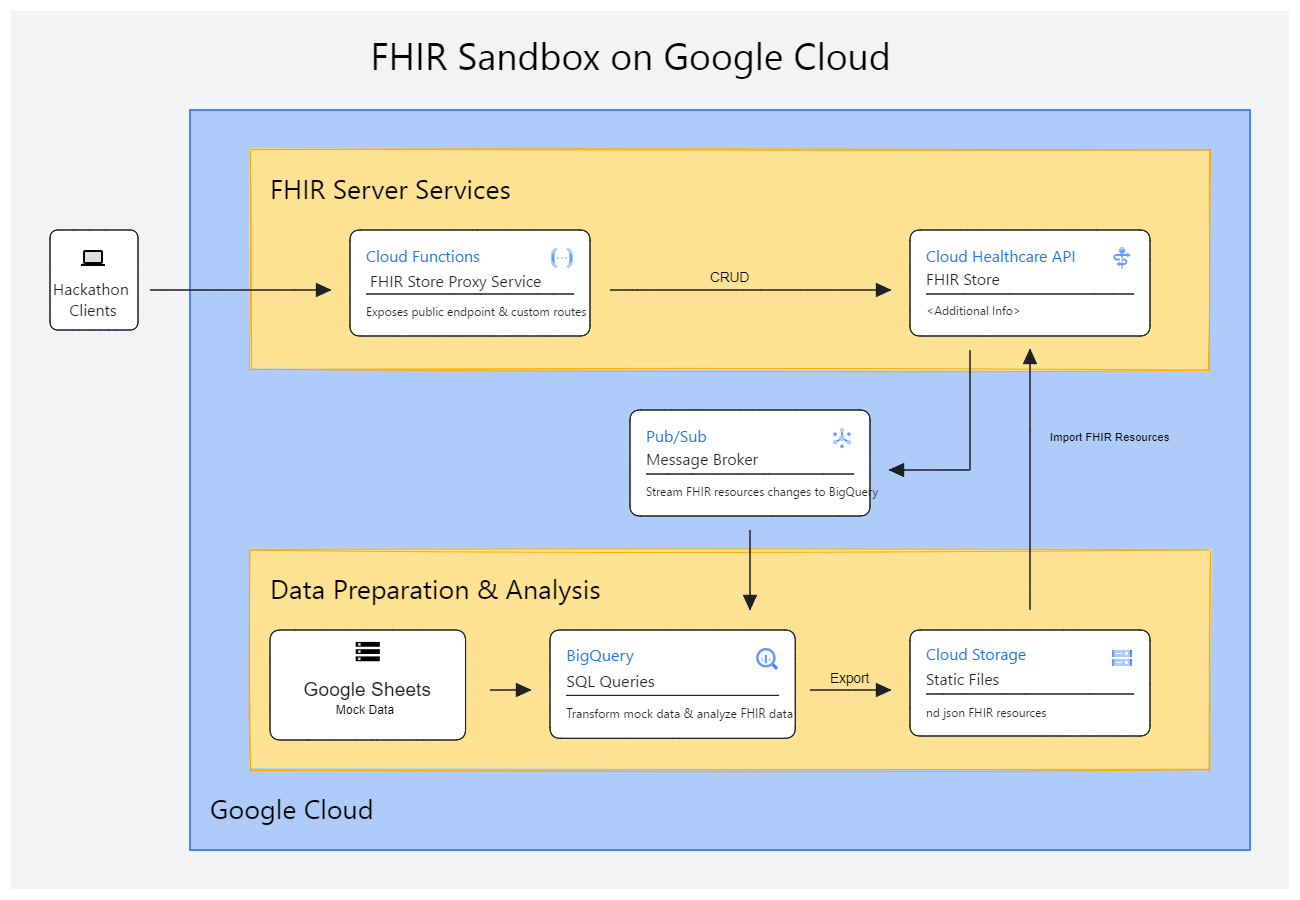 FHIR Sandbox on Google Cloud
FHIR Server Services
Hackathon
Clients
Cloud Functions
FHIR Store Proxy Service
Exposes public endpoint & custom routes
CRUD
Cloud Healthcare API
FHIR Store
<Additional Info>
Pub/Sub
Message Broker
Stream FHIR resources changes to BigQuery
Import FHIR Resources
Data Preparation & Analysis
Google Sheets
Mock Data
BigQuery
SQL Queries
Transform mock data & analyze FHIR data
Export
Cloud Storage
Static Files
nd json FHIR resources
Google Cloud